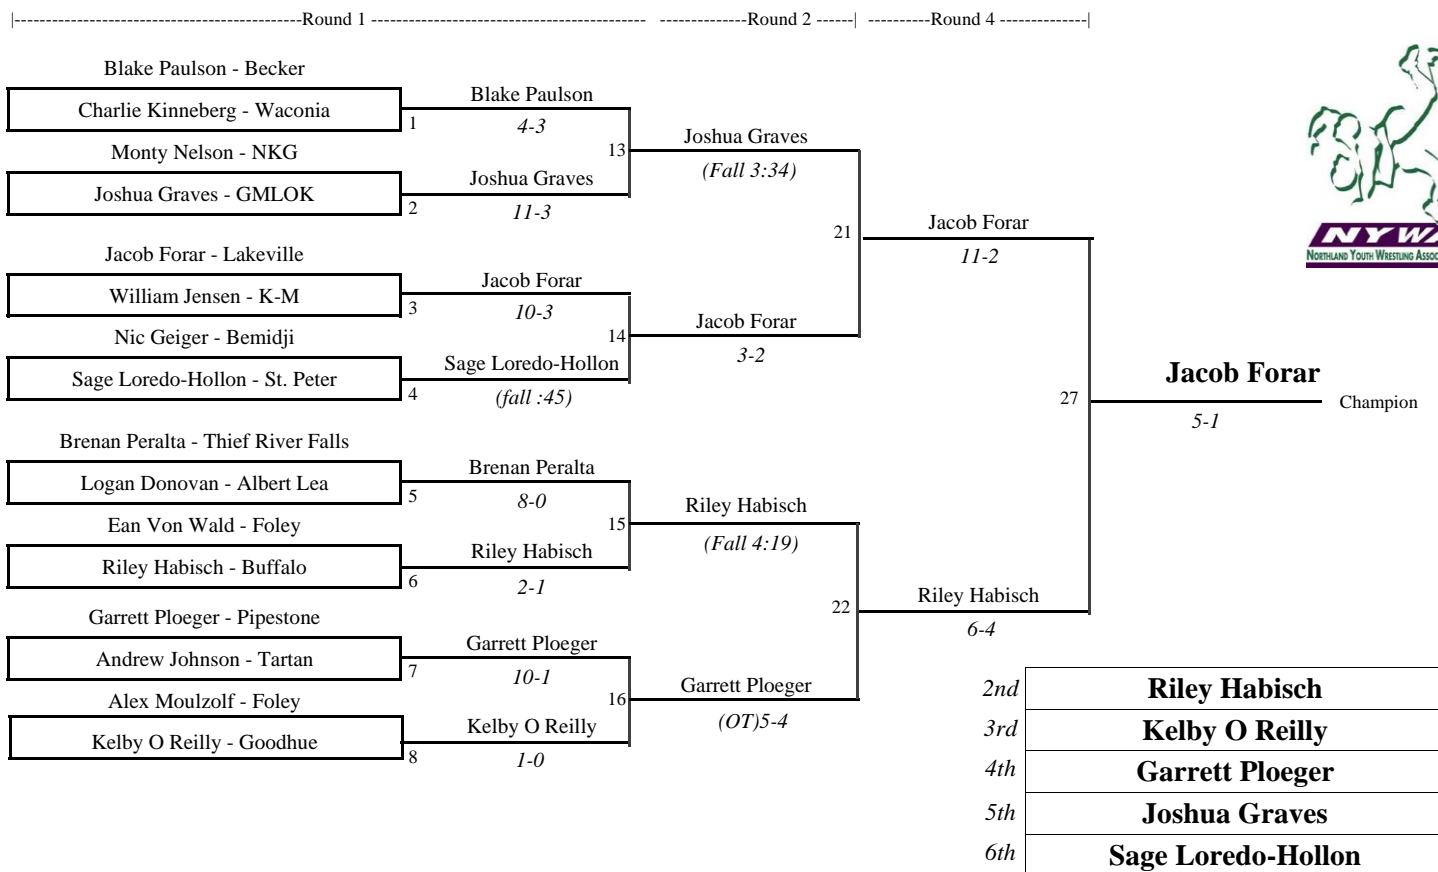 |--------------------------------------------Round 1 ------------------------------------------ --------------Round 2 ------| ----------Round 4 --------------|
Blake Paulson - Becker
Charlie Kinneberg - Waconia
1
Monty Nelson - NKG
Joshua Graves - GMLOK
2
Jacob Forar - Lakeville
William Jensen - K-M
3
Nic Geiger - Bemidji
Sage Loredo-Hollon - St. Peter
4
Brenan Peralta - Thief River Falls
Logan Donovan - Albert Lea
5
Ean Von Wald - Foley
Riley Habisch - Buffalo
6
Garrett Ploeger - Pipestone
Andrew Johnson - Tartan
7
Alex Moulzolf - Foley
Kelby O Reilly - Goodhue
8
Blake Paulson
4-3
13
Joshua Graves
11-3
Jacob Forar
10-3
14
Sage Loredo-Hollon
(fall :45)
Brenan Peralta
8-0
15
Riley Habisch
2-1
Garrett Ploeger
10-1
16
Kelby O Reilly
1-0
Joshua Graves
(Fall 3:34)
21
Jacob Forar
3-2
Riley Habisch
(Fall 4:19)
22
Garrett Ploeger
(OT)5-4
Jacob Forar
11-2
27
Riley Habisch
6-4
Jacob Forar
Champion
5-1
NYWA
NORTHLAND YOUTH WRESTLING ASSOC
2nd Riley Habisch
3rd Kelby O Reilly
4th Garrett Ploeger
5th Joshua Graves
6th Sage Loredo-Hollon